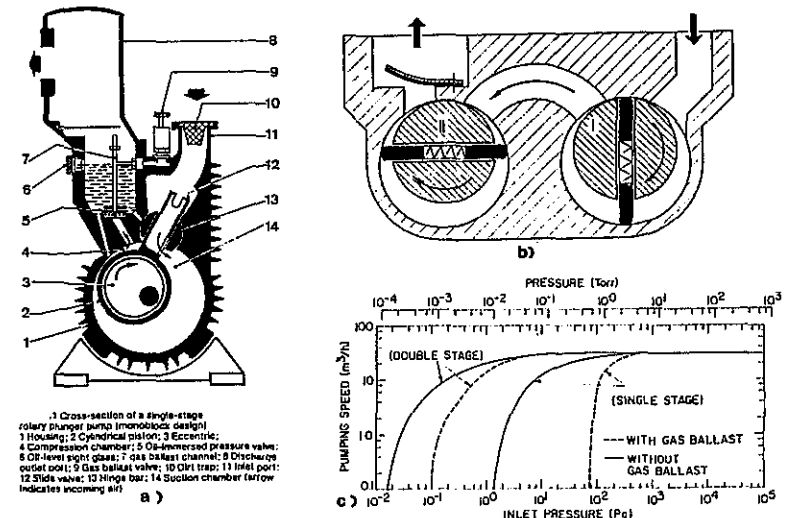 8
9
10
11
7
12
6
13
5
14
4
3
2
1
.1 Cross-section of a single-stage
rotary plunger pump (monoblock design)
1 Housing; 2 Cylindrical piston; 3 Eccentric;
4 Compression chamber; 5 Oil-immersed pressure valve;
6 Oil-level sight glass; 7 gas ballast channel; 8 Discharge
outlet port; 9 Gas ballast valve; 10 Dirt trap; 11 Inlet port;
12 Slide valve; 13 Hinge bar; 14 Suction chamber (arrow
indicates incoming air)
a)
II
I
b)
PRESSURE (Torr)
10⁻⁴ 10⁻³ 10⁻² 10⁻¹ 10⁰ 10¹ 10² 10³
PUMPING SPEED (m³/h)
100
10
1.0
0.1
(DOUBLE STAGE)
(SINGLE STAGE)
WITH GAS BALLAST
WITHOUT
GAS BALLAST
10⁻² 10⁻¹ 10⁰ 10¹ 10² 10³ 10⁴ 10⁵
INLET PRESSURE (Pa)
c)